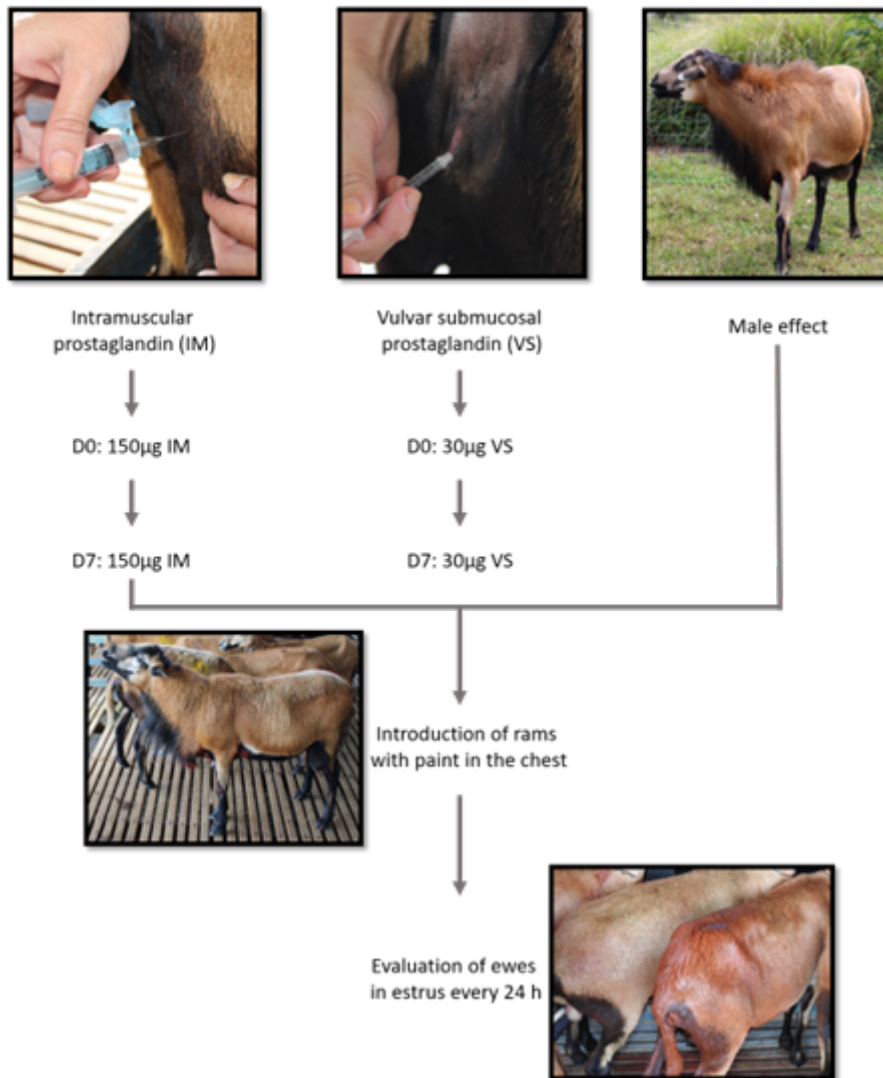 Intramuscular
prostaglandin (IM)
Vulvar submucosal
prostaglandin (VS)
Male effect
D0: 150µg IM
D0: 30µg VS
D7: 150µg IM
D7: 30µg VS
Introduction of rams
with paint in the chest
Evaluation of ewes
in estrus every 24 h